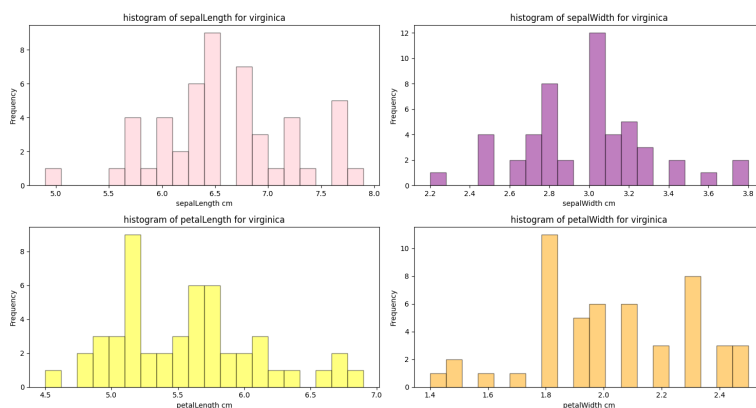 histogram of sepalLength for virginica
Frequency
8
6
4
2
0
5.0 5.5 6.0 6.5 7.0 7.5 8.0
sepalLength cm
histogram of sepalWidth for virginica
Frequency
12
10
8
6
4
2
0
2.2 2.4 2.6 2.8 3.0 3.2 3.4 3.6 3.8
sepalWidth cm
histogram of petalLength for virginica
Frequency
8
6
4
2
0
4.5 5.0 5.5 6.0 6.5 7.0
petalLength cm
histogram of petalWidth for virginica
Frequency
10
8
6
4
2
0
1.4 1.6 1.8 2.0 2.2 2.4
petalWidth cm